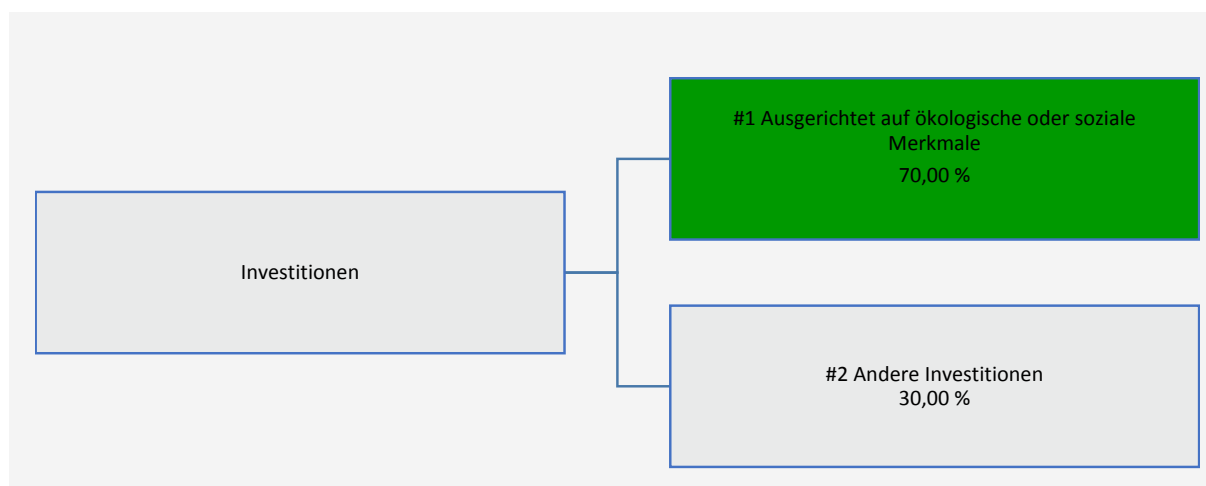 #1 Ausgerichtet auf ökologische oder soziale
Merkmale
70,00 %
Investitionen
#2 Andere Investitionen
30,00 %